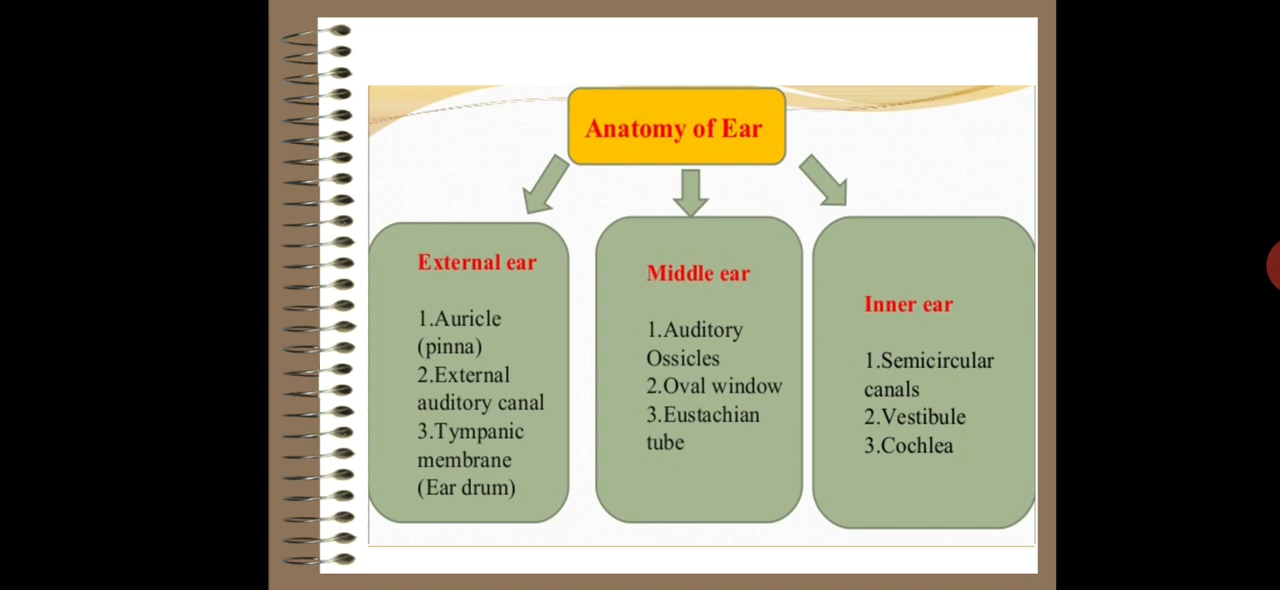 Anatomy of Ear
External ear
1.Auricle
(pinna)
2.External
auditory canal
3.Tympanic
membrane
(Ear drum)
Middle ear
1.Auditory
Ossicles
2.Oval window
3.Eustachian
tube
Inner ear
1.Semicircular
canals
2.Vestibule
3.Cochlea